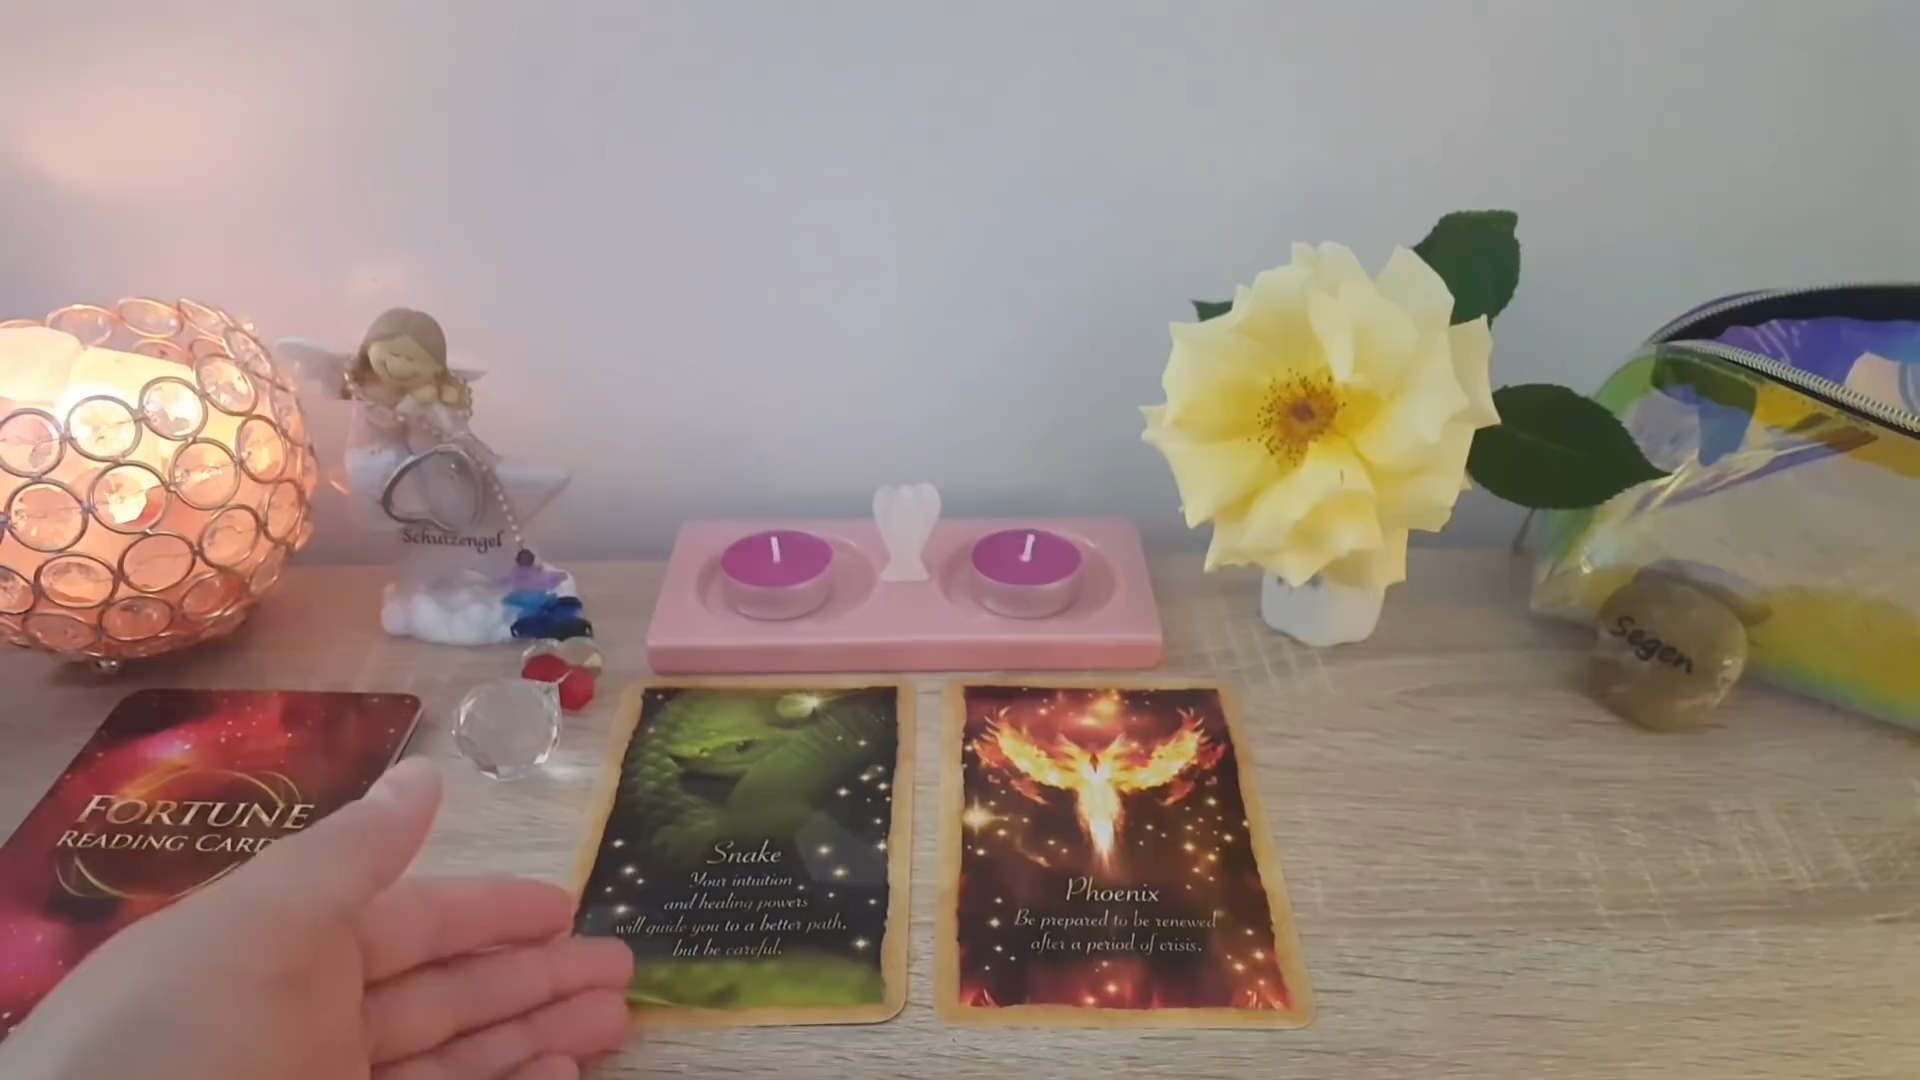 Schutzengel
Segen
FORTUNE
READING CARD
Snake
Your intuition
and healing powers
will guide you to a better path,
but be careful.
Phoenix
Be prepared to be renewed
after a period of crisis.